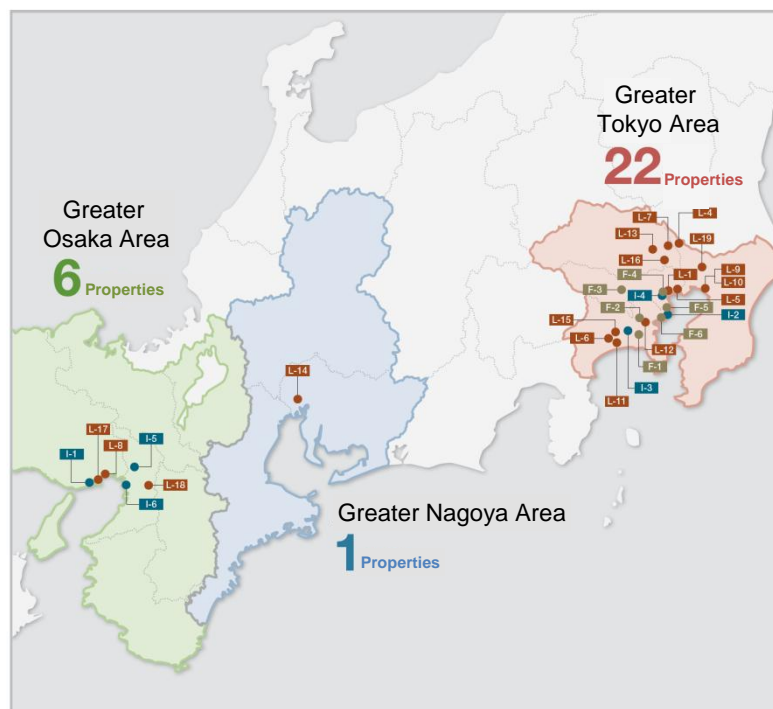 Greater
Tokyo Area
22 Properties
L-7
L-4
L-13
L-19
L-16
L-9
F-4
L-1
L-10
F-3
I-4
L-5
F-2
F-5
I-2
L-15
F-6
L-6
L-12
F-1
I-3
L-11
Greater
Osaka Area
6 Properties
L-14
L-17
I-5
L-8
I-1
L-18
I-6
Greater Nagoya Area
1 Properties